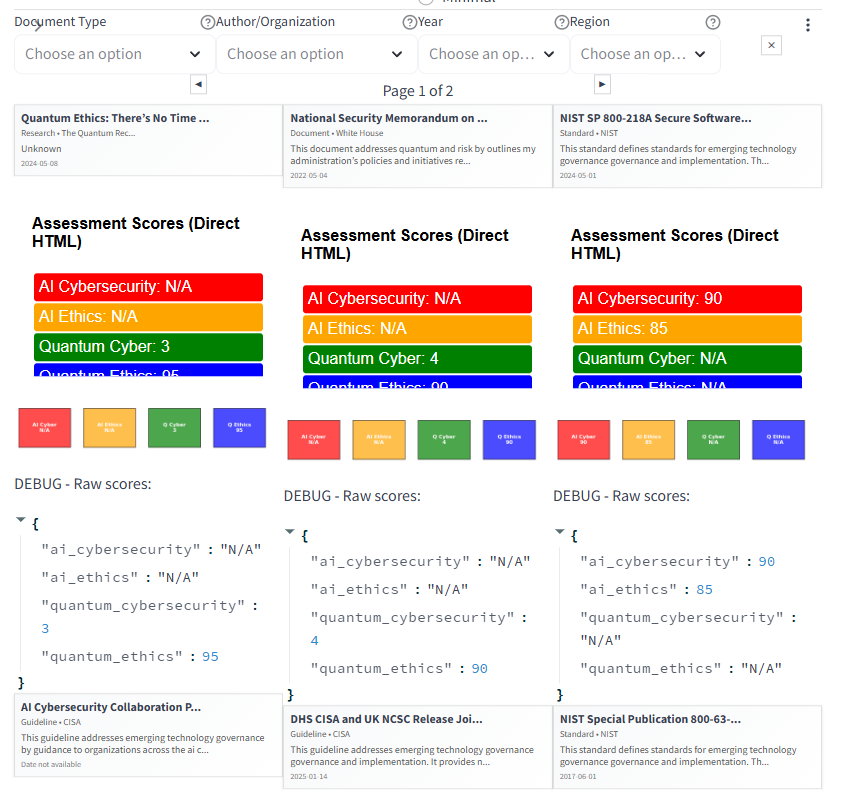 Minimal
Document Type
Author/Organization
Year
Region
Choose an option
Choose an option
Choose an op...
Choose an op...
Page 1 of 2
Quantum Ethics: There's No Time ...
Research • The Quantum Rec...
Unknown
2024-05-08
National Security Memorandum on ...
Document • White House
This document addresses quantum and risk by outlines my
administration's policies and initiatives re...
2022-05-04
NIST SP 800-218A Secure Software...
Standard • NIST
This standard defines standards for emerging technology
governance governance and implementation. Th...
2024-05-01
Assessment Scores (Direct
HTML)
AI Cybersecurity: N/A
AI Ethics: N/A
Quantum Cyber: 3
Quantum Ethics: 95
Assessment Scores (Direct
HTML)
AI Cybersecurity: N/A
AI Ethics: N/A
Quantum Cyber: 4
Quantum Ethics: 90
Assessment Scores (Direct
HTML)
AI Cybersecurity: 90
AI Ethics: 85
Quantum Cyber: N/A
Quantum Ethics: N/A
AI Cyber
N/A
AI Ethics
N/A
Q Cyber
3
Q Ethics
95
AI Cyber
N/A
AI Ethics
N/A
Q Cyber
4
Q Ethics
90
AI Cyber
90
AI Ethics
85
Q Cyber
N/A
Q Ethics
N/A
DEBUG - Raw scores:
{
"ai_cybersecurity" : "N/A"
"ai_ethics" : "N/A"
"quantum_cybersecurity" :
3
"quantum_ethics" : 95
}
DEBUG - Raw scores:
{
"ai_cybersecurity" : "N/A"
"ai_ethics" : "N/A"
"quantum_cybersecurity" :
4
"quantum_ethics" : 90
}
DEBUG - Raw scores:
{
"ai_cybersecurity" : 90
"ai_ethics" : 85
"quantum_cybersecurity" :
"N/A"
"quantum_ethics" : "N/A"
}
AI Cybersecurity Collaboration P...
Guideline • CISA
This guideline addresses emerging technology governance
by guidance to organizations across the ai c...
Date not available
DHS CISA and UK NCSC Release Joi...
Guideline • CISA
This guideline addresses emerging technology governance
governance and implementation. It provides n...
2025-01-14
NIST Special Publication 800-63-...
Standard • NIST
This standard defines standards for emerging technology
governance governance and implementation. Th...
2017-06-01